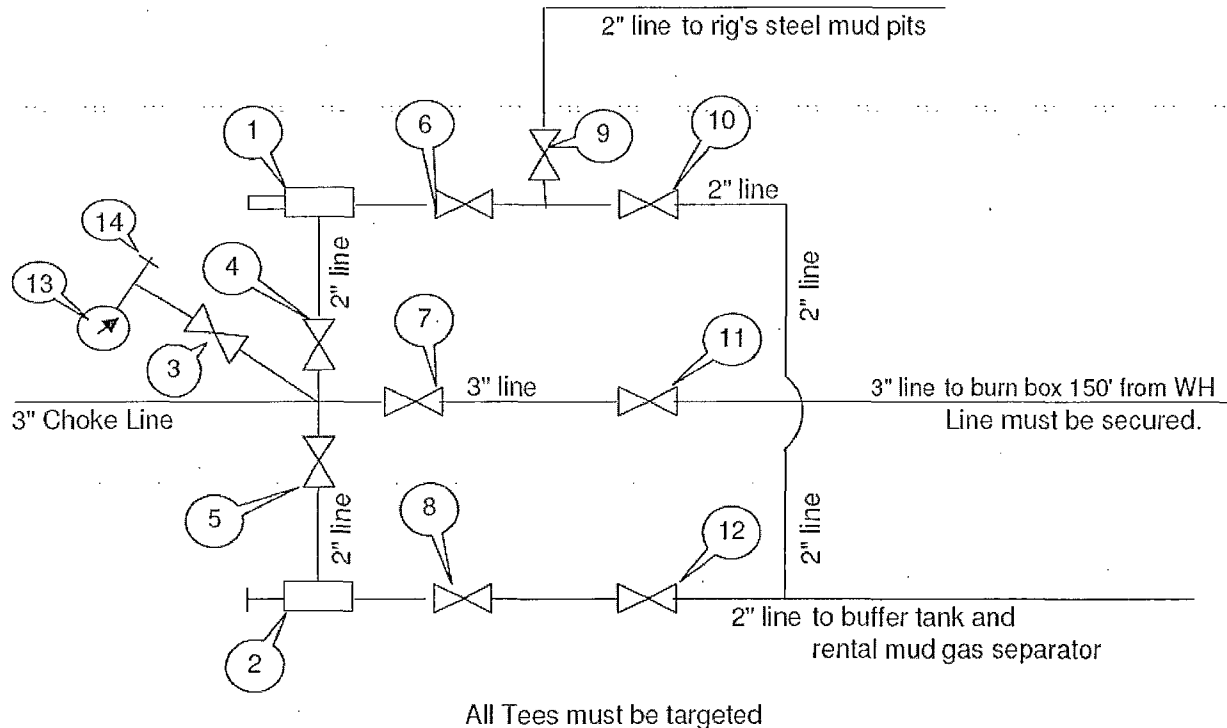 2" line to rig's steel mud pits
1
6
9
10
2" line
14
13
4
2" line
2" line
3
7
11
3" line
3" line to burn box 150' from WH
3" Choke Line
Line must be secured.
5
2" line
8
12
2" line
2
2" line to buffer tank and
rental mud gas separator
All Tees must be targeted